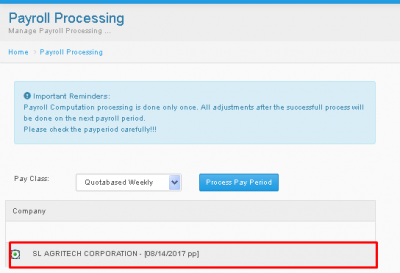 Payroll Processing
Manage Payroll Processing ...
Home Payroll Processing
Important Reminders:
Payroll Computation processing is done only once. All adjustments after the successfull process will
be done on the next payroll period.
Please check the payperiod carefully!!!
Pay Class: Quotabased Weekly Process Pay Period
Company
SL AGRITECH CORPORATION - [08/14/2017 pp]